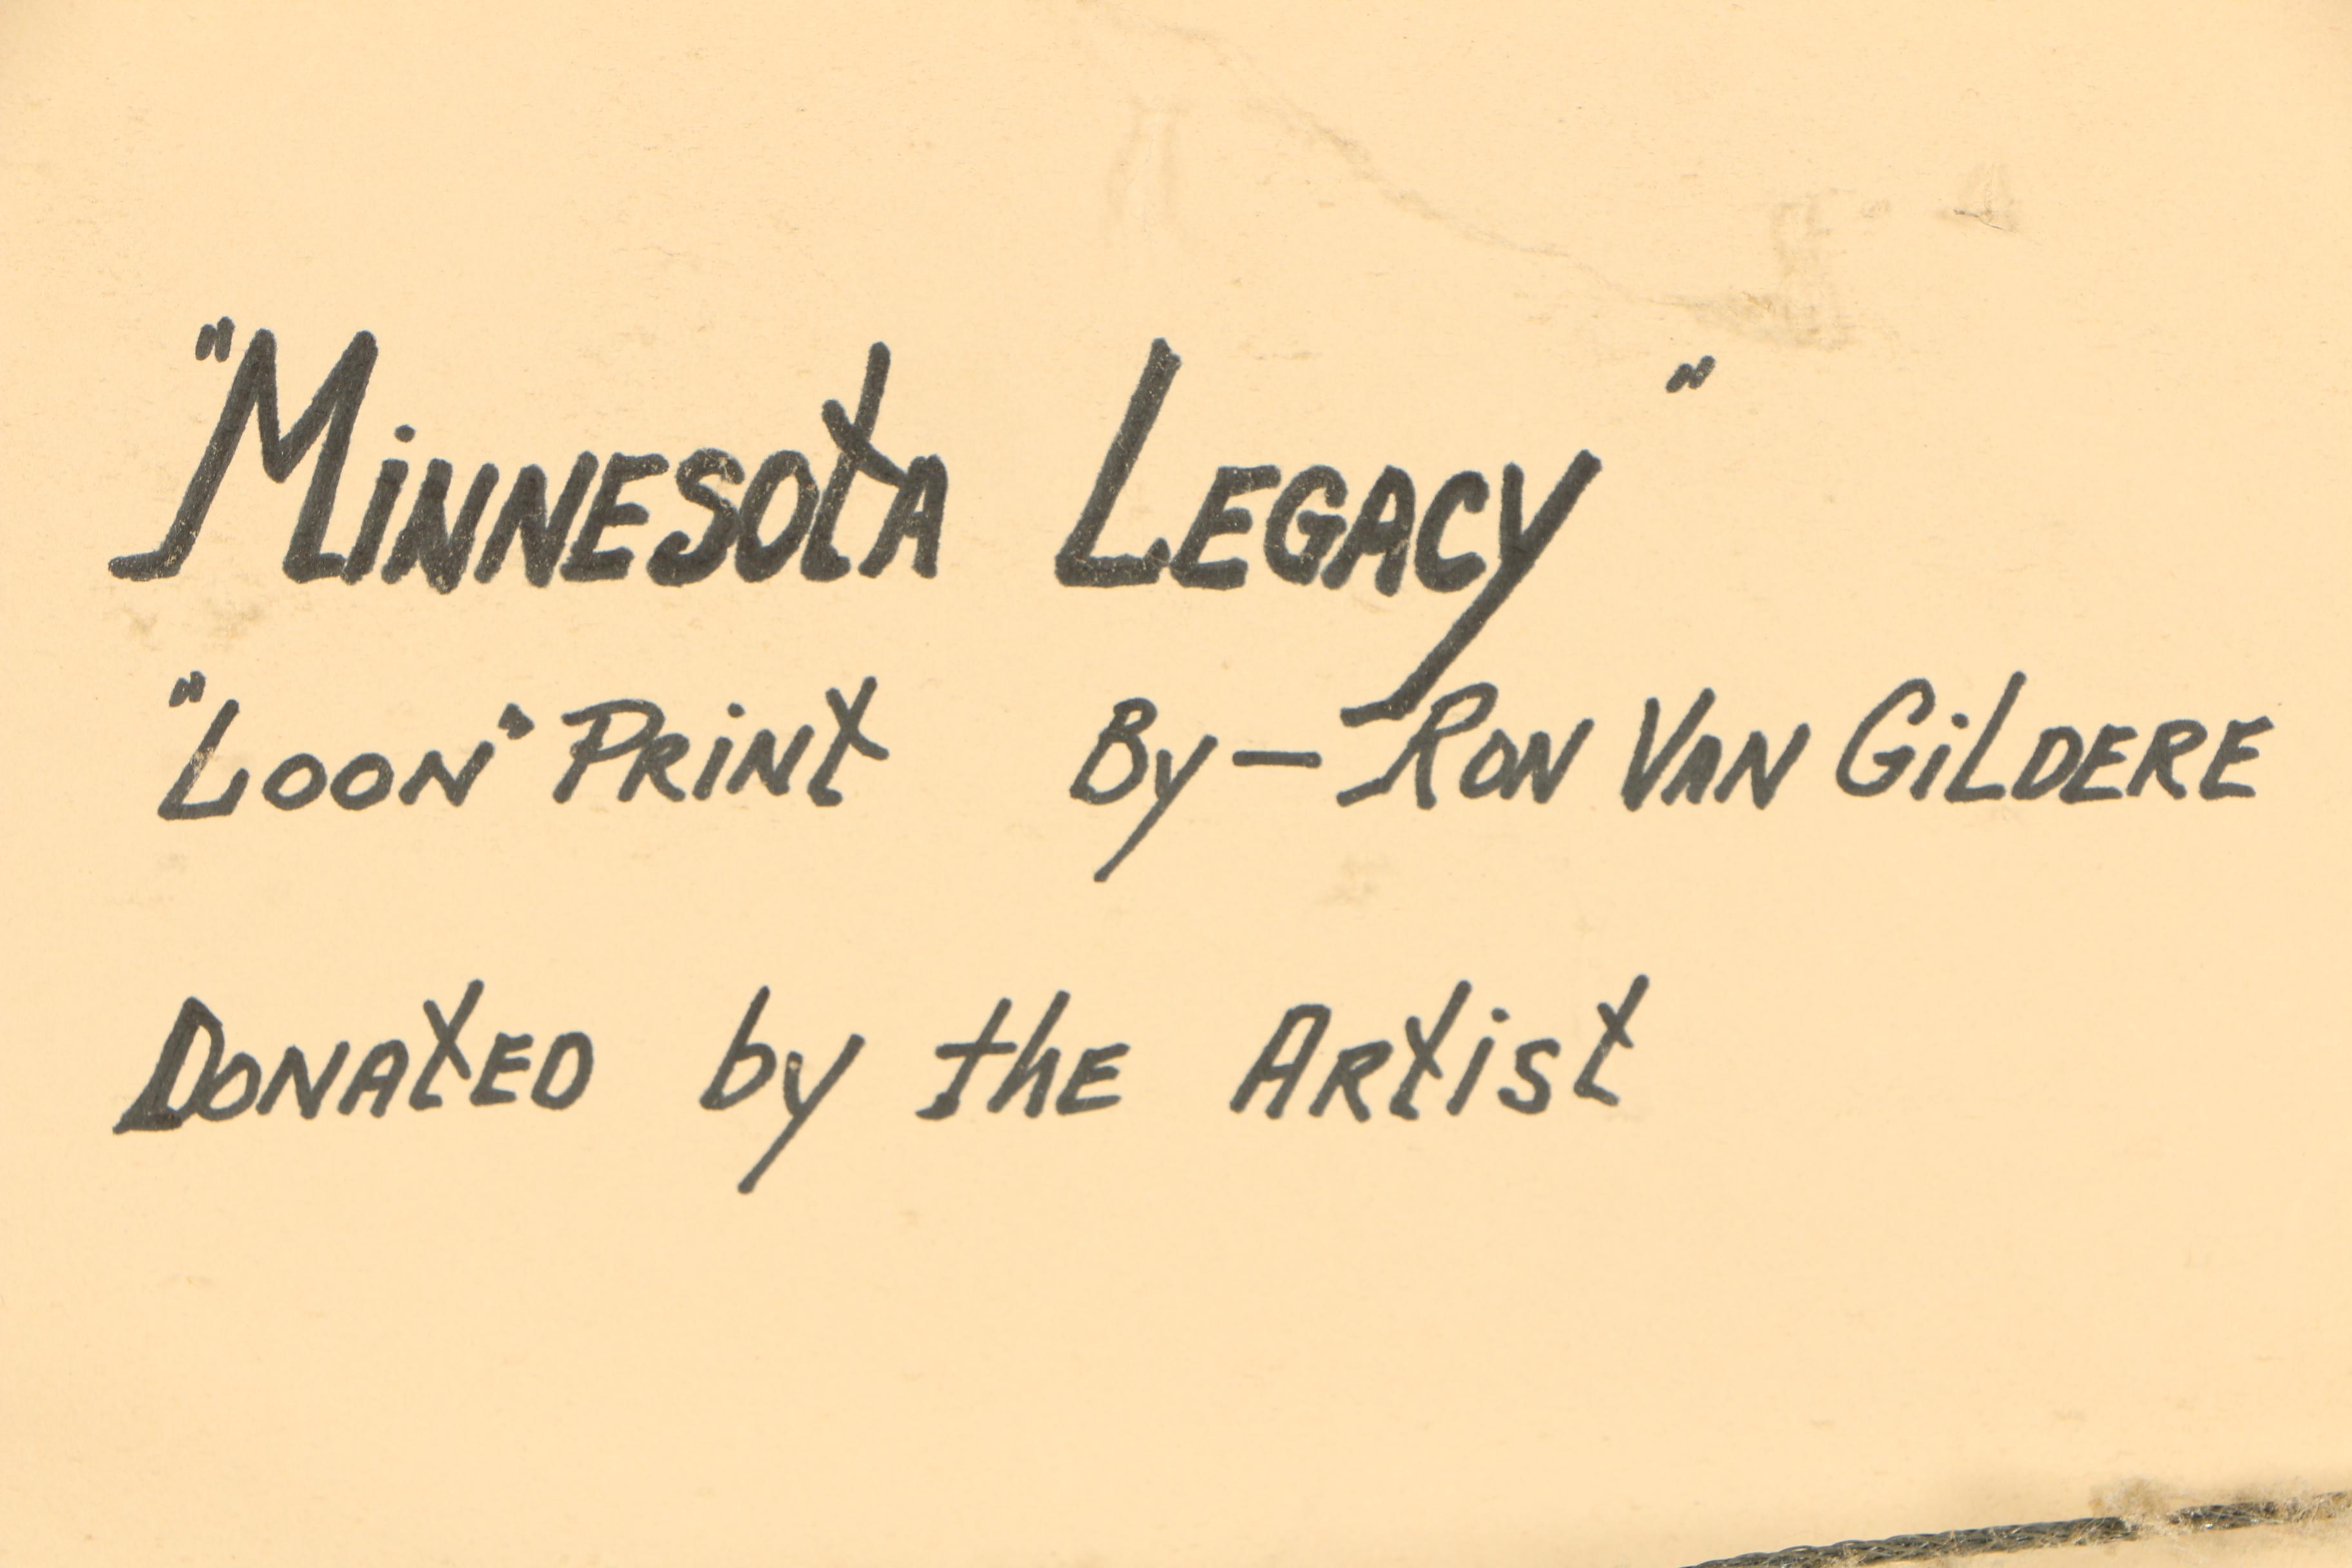 "Minnesota Legacy"
"Loon" Print By - Ron Van Gildere
Donated by the Artist